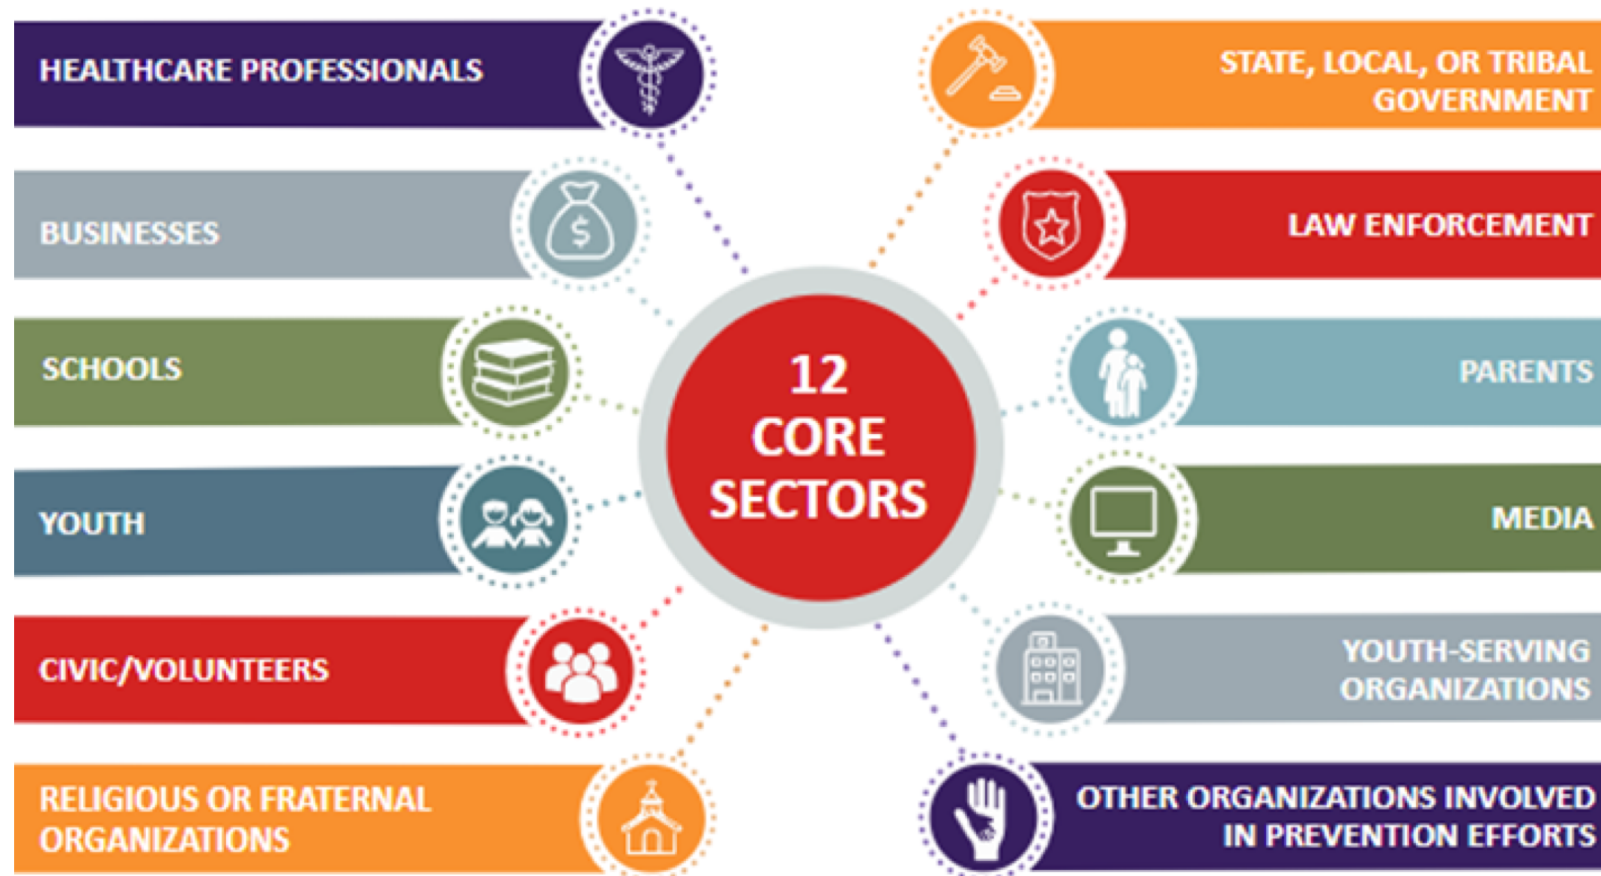 HEALTHCARE PROFESSIONALS
BUSINESSES
$
SCHOOLS
YOUTH
CIVIC/VOLUNTEERS
RELIGIOUS OR FRATERNAL
ORGANIZATIONS
12
CORE
SECTORS
STATE, LOCAL, OR TRIBAL
GOVERNMENT
LAW ENFORCEMENT
PARENTS
MEDIA
YOUTH-SERVING
ORGANIZATIONS
OTHER ORGANIZATIONS INVOLVED
IN PREVENTION EFFORTS